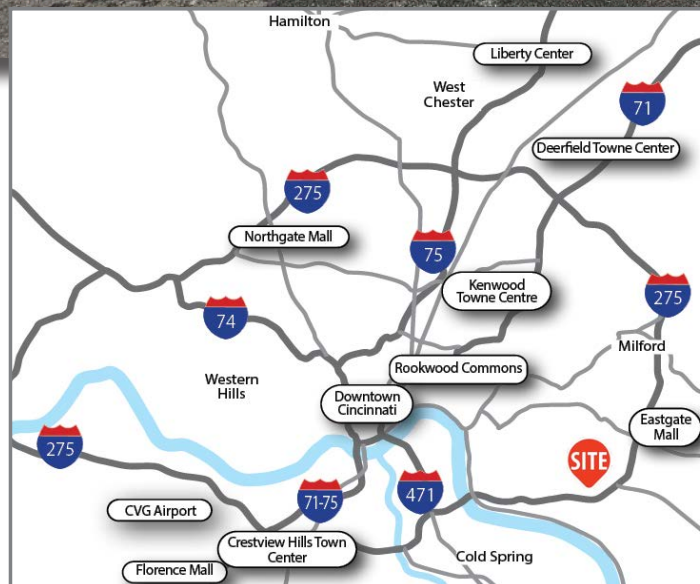 Hamilton
Liberty Center
West
Chester
71
Deerfield Towne Center
275
Northgate Mall
75
Kenwood
Towne Centre
275
74
Milford
Rookwood Commons
Western
Hills
Downtown
Cincinnati
Eastgate
Mall
275
SITE
71-75
471
CVG Airport
Crestview Hills Town
Center
Cold Spring
Florence Mall